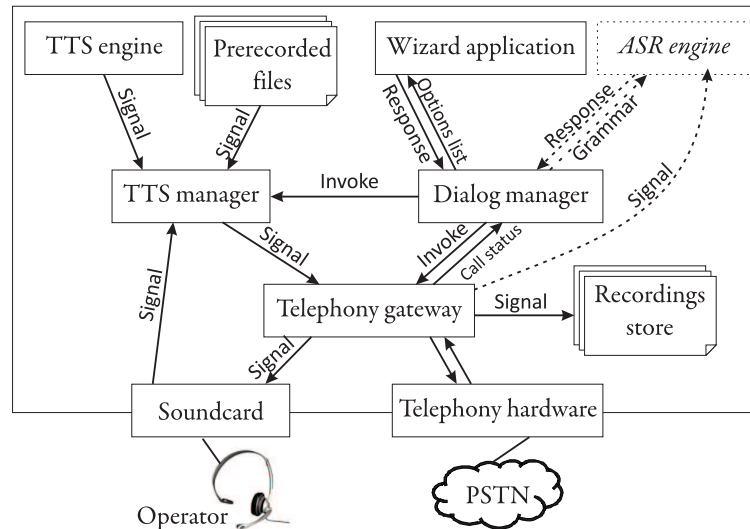 TTS engine
Prerecorded
files
Wizard application
ASR engine
Signal
Signal
Response
Options list
Response
Grammar
TTS manager
Invoke
Dialog manager
Signal
Signal
Signal
Invoke
Call status
Telephony gateway
Signal
Recordings
store
Signal
Soundcard
Telephony hardware
Operator
PSTN